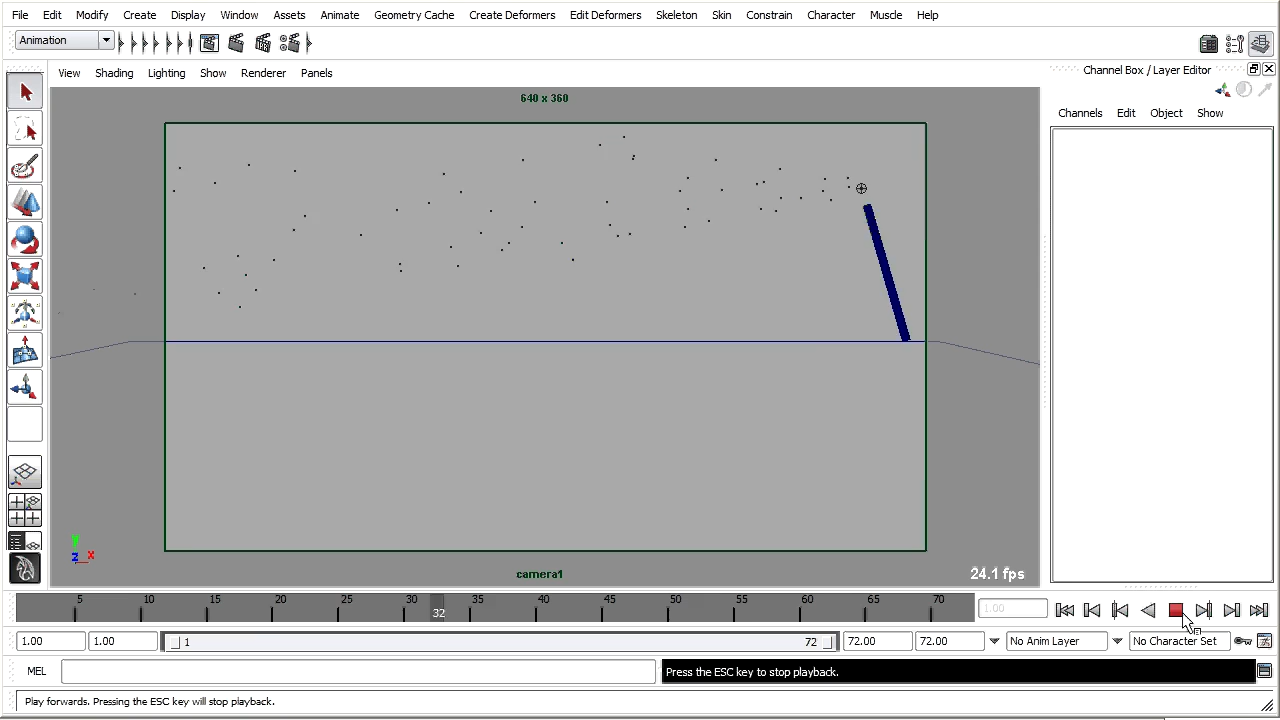 File Edit Modify Create Display Window Assets Animate Geometry Cache Create Deformers Edit Deformers Skeleton Skin Constrain Character Muscle Help
Animation
View Shading Lighting Show Renderer Panels
Channel Box / Layer Editor
Channels Edit Object Show
640 x 360
y
z x
camera1
24.1 fps
5 10 15 20 25 30 35 40 45 50 55 60 65 70
32
1.00
1.00 1.00 1 72 72.00 72.00 No Anim Layer No Character Set
MEL Press the ESC key to stop playback.
Play forwards. Pressing the ESC key will stop playback.